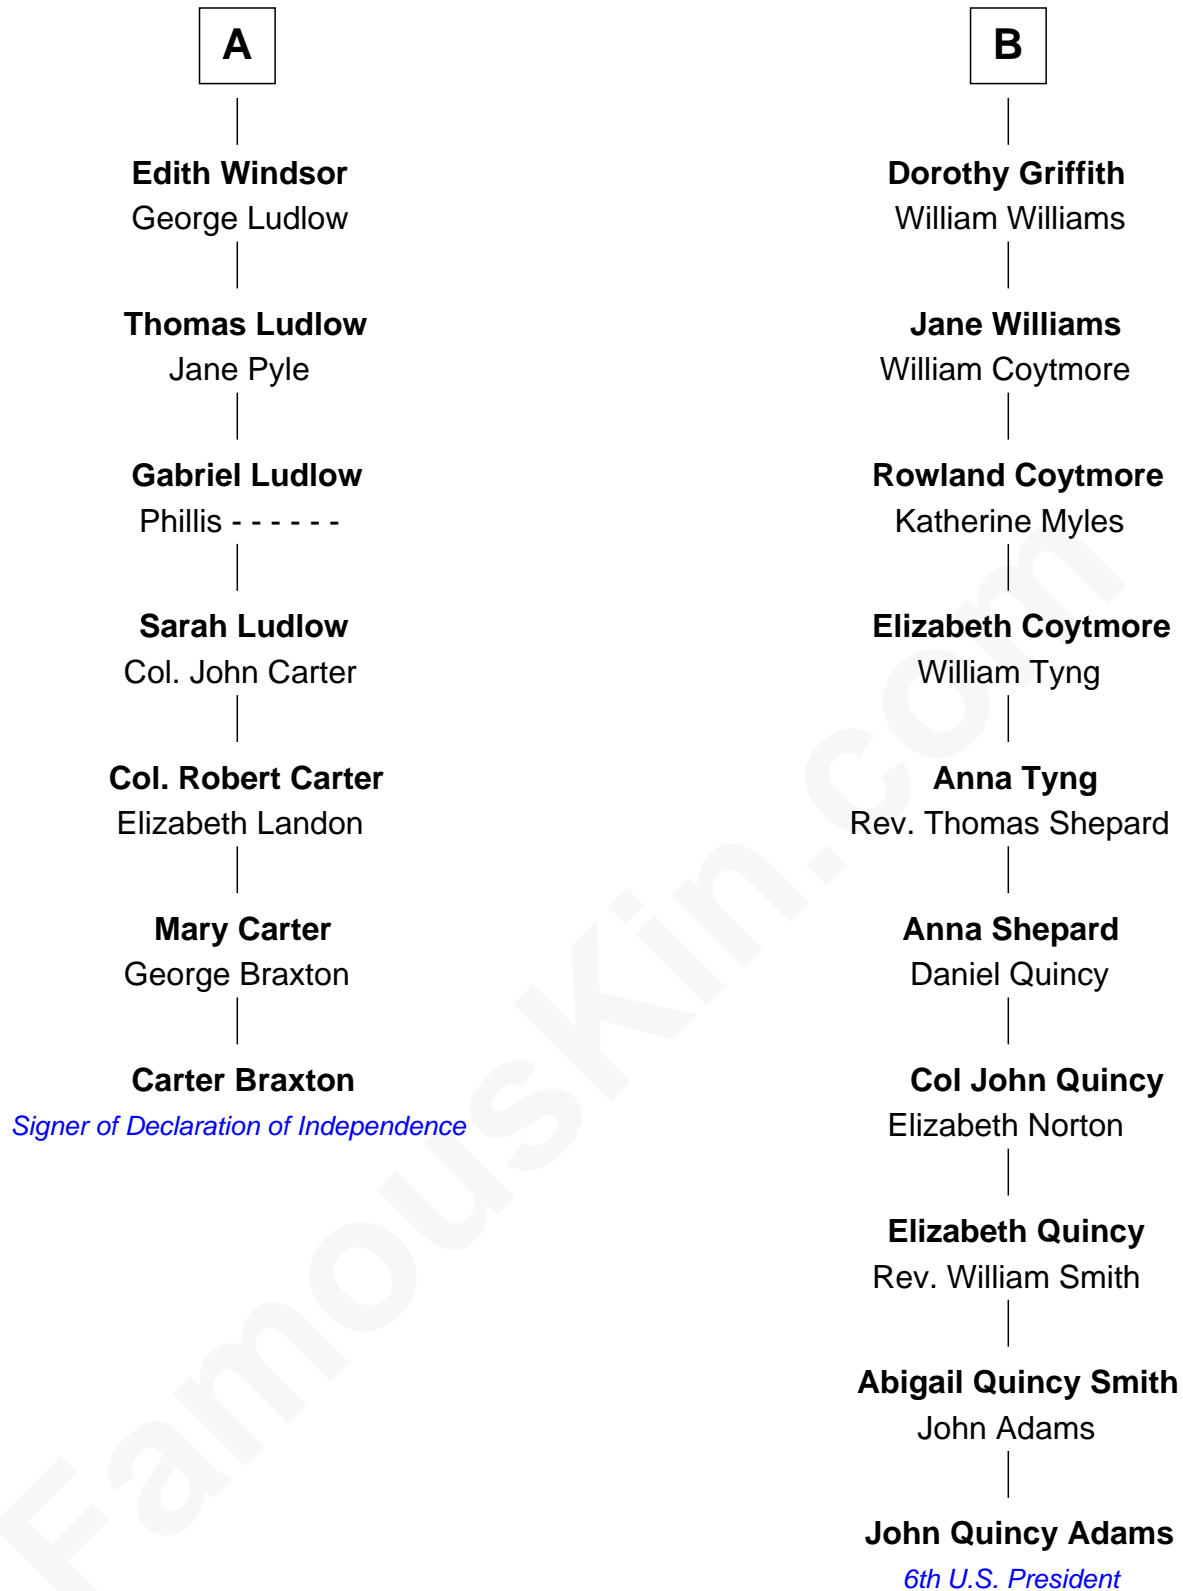 A
Edith Windsor
George Ludlow
Thomas Ludlow
Jane Pyle
Gabriel Ludlow
Phillis - - - - - -
Sarah Ludlow
Col. John Carter
Col. Robert Carter
Elizabeth Landon
Mary Carter
George Braxton
Carter Braxton
Signer of Declaration of Independence
B
Dorothy Griffith
William Williams
Jane Williams
William Coytmore
Rowland Coytmore
Katherine Myles
Elizabeth Coytmore
William Tyng
Anna Tyng
Rev. Thomas Shepard
Anna Shepard
Daniel Quincy
Col John Quincy
Elizabeth Norton
Elizabeth Quincy
Rev. William Smith
Abigail Quincy Smith
John Adams
John Quincy Adams
6th U.S. President
FamousKin.com